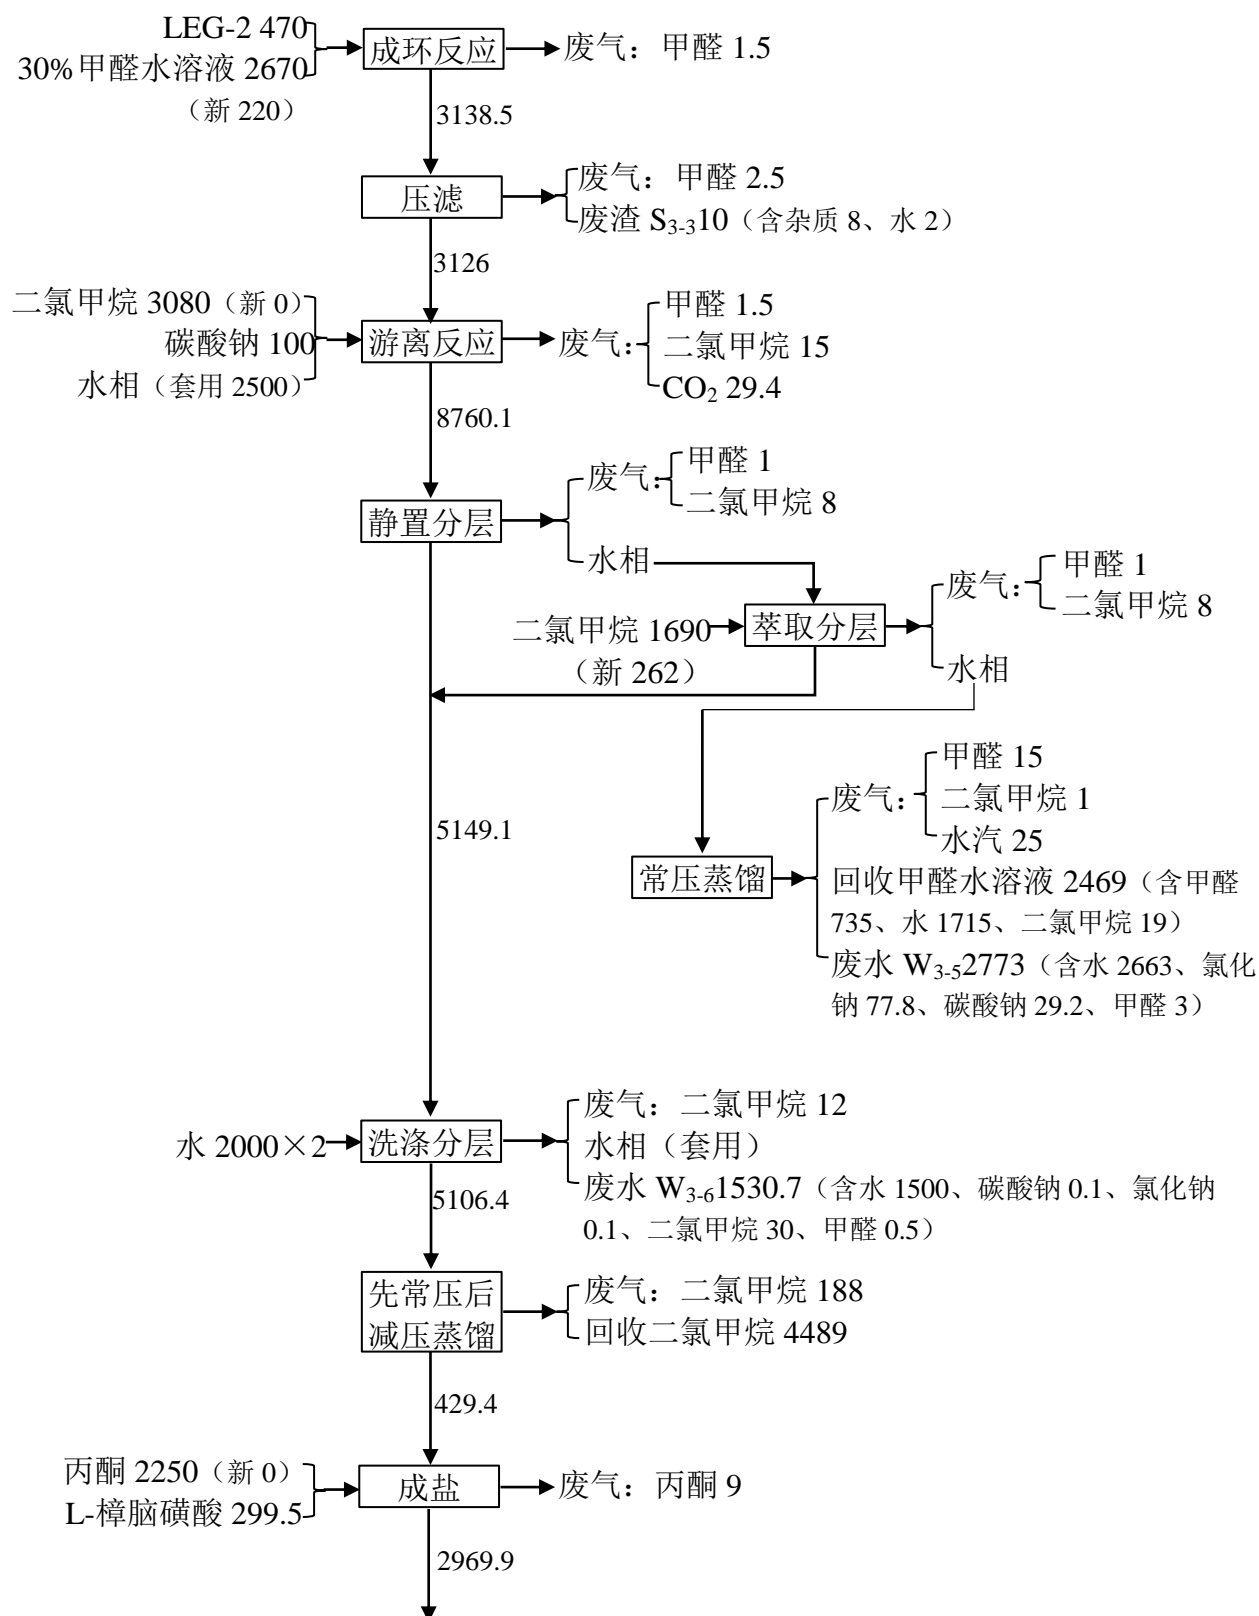 LEG-2 470
30%甲醛水溶液 2670
（新 220）
成环反应
废气：甲醛 1.5
3138.5
压滤
废气：甲醛 2.5
废渣 S3-310（含杂质 8、水 2）
3126
二氯甲烷 3080（新 0）
碳酸钠 100
水相（套用 2500）
游离反应
废气：
甲醛 1.5
二氯甲烷 15
CO2 29.4
8760.1
静置分层
废气：
甲醛 1
二氯甲烷 8
水相
二氯甲烷 1690
（新 262）
萃取分层
废气：
甲醛 1
二氯甲烷 8
水相
5149.1
常压蒸馏
废气：
甲醛 15
二氯甲烷 1
水汽 25
回收甲醛水溶液 2469（含甲醛
735、水 1715、二氯甲烷 19）
废水 W3-52773（含水 2663、氯化
钠 77.8、碳酸钠 29.2、甲醛 3）
水 2000×2
洗涤分层
废气：二氯甲烷 12
水相（套用）
废水 W3-61530.7（含水 1500、碳酸钠 0.1、氯化钠
0.1、二氯甲烷 30、甲醛 0.5）
5106.4
先常压后
减压蒸馏
废气：二氯甲烷 188
回收二氯甲烷 4489
429.4
丙酮 2250（新 0）
L-樟脑磺酸 299.5
成盐
废气：丙酮 9
2969.9